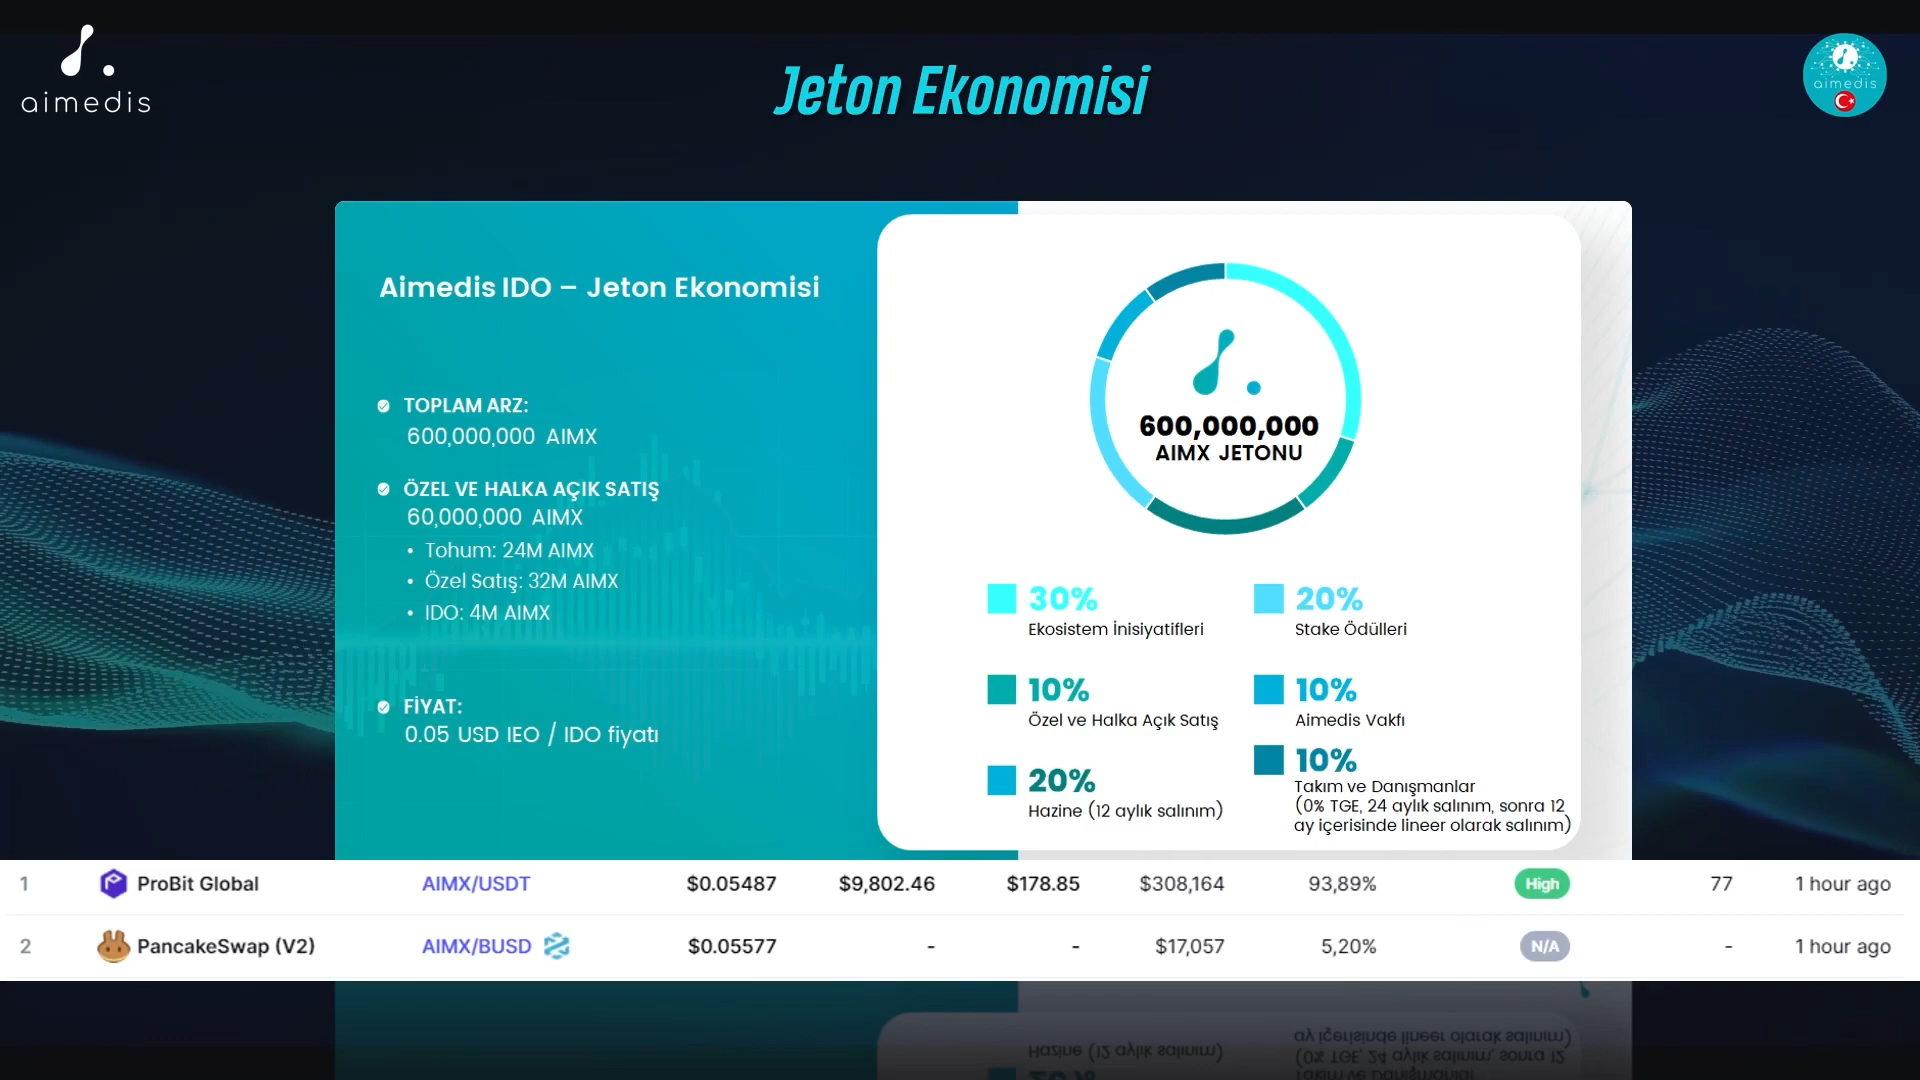 aimedis
Jeton Ekonomisi
aimedis
Aimedis IDO – Jeton Ekonomisi
TOPLAM ARZ:
600,000,000 AIMX
ÖZEL VE HALKA AÇIK SATIŞ
60,000,000 AIMX
• Tohum: 24M AIMX
• Özel Satış: 32M AIMX
• IDO: 4M AIMX
FİYAT:
0.05 USD IEO / IDO fiyatı
600,000,000
AIMX JETONU
30%
Ekosistem İnisiyatifleri
20%
Stake Ödülleri
10%
Özel ve Halka Açık Satış
10%
Aimedis Vakfı
20%
Hazine (12 aylık salınım)
10%
Takım ve Danışmanlar
(0% TGE, 24 aylık salınım, sonra 12
ay içerisinde lineer olarak salınım)
1 ProBit Global AIMX/USDT $0.05487 $9,802.46 $178.85 $308,164 93,89% High 77 1 hour ago
2 PancakeSwap (V2) AIMX/BUSD $0.05577 - - $17,057 5,20% N/A - 1 hour ago